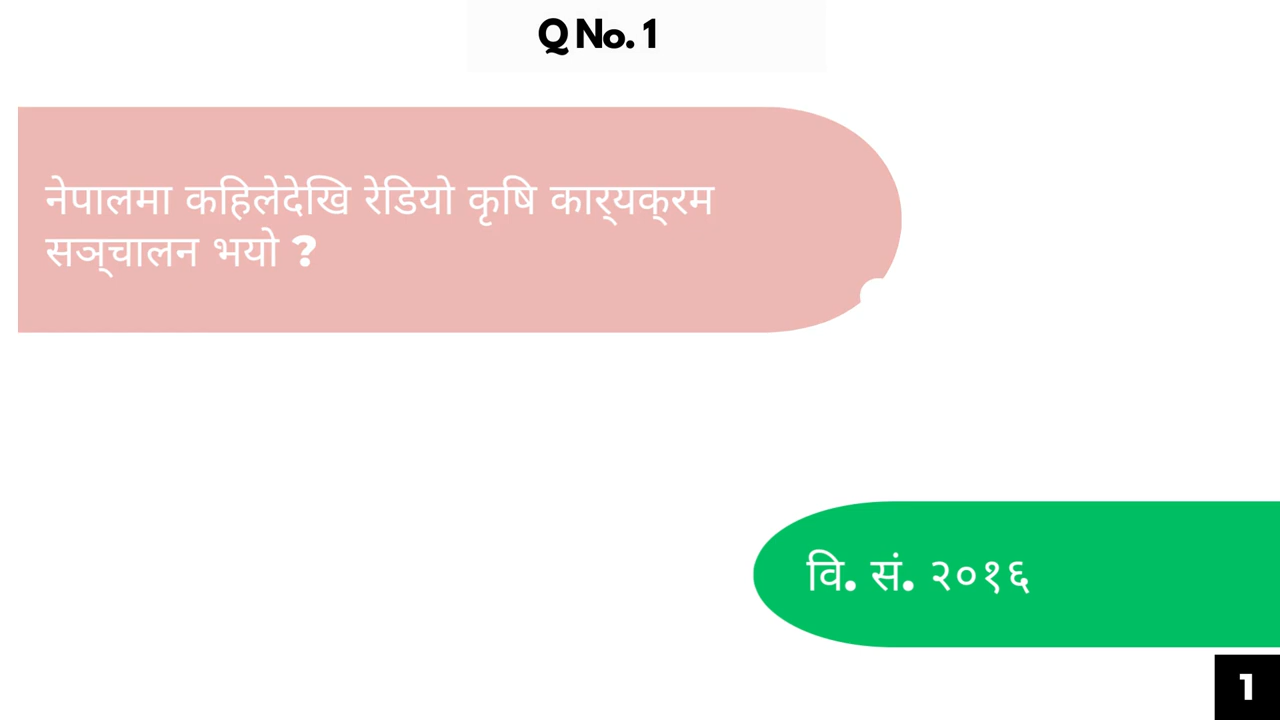 Q No. 1
नेपालमा कहिलेदेखि रेडियो कृषि कार्यक्रम
सञ्चालन भयो ?
वि. सं. २०१६
1